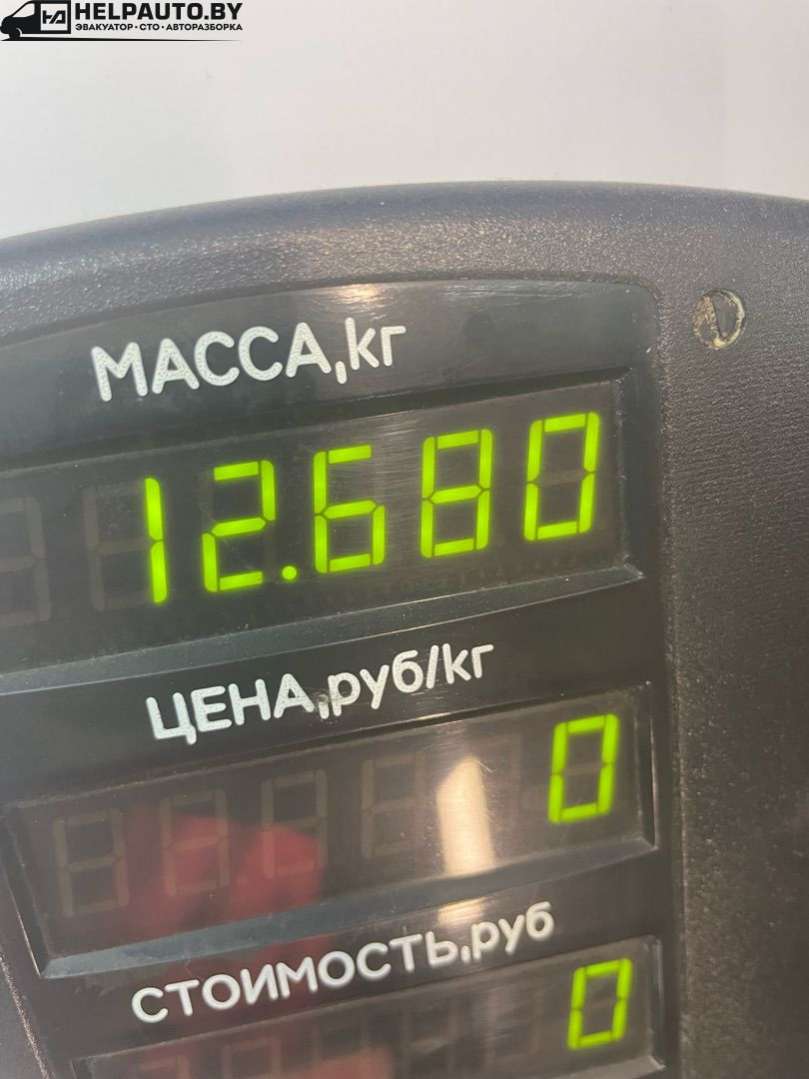 HELPAUTO.BY
ЭВАКУАТОР • СТО • АВТОРАЗБОРКА
МАССА,кг
12.680
ЦЕНА,руб/кг
0
СТОИМОСТЬ,руб
0